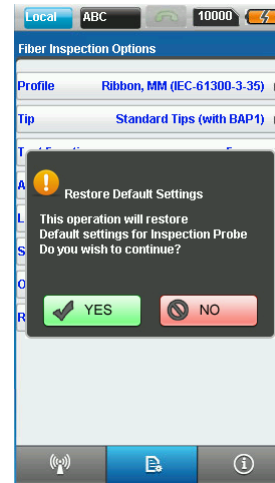 Local ABC 10000
Fiber Inspection Options
Profile Ribbon, MM (IEC-61300-3-35)
Tip Standard Tips (with BAP1)
Restore Default Settings
This operation will restore
Default settings for Inspection Probe
Do you wish to continue?
YES NO